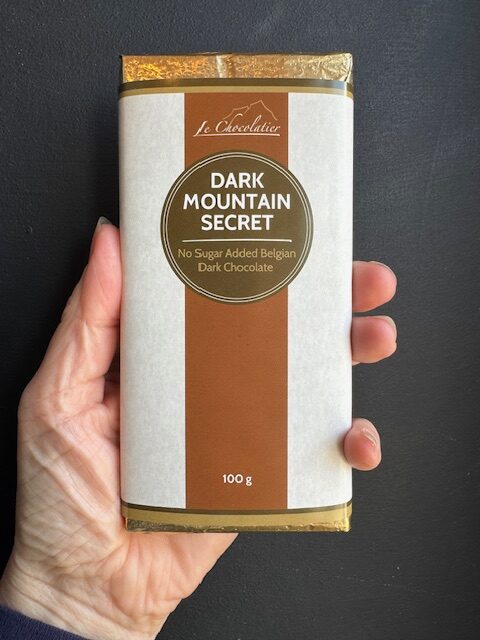 Le Chocolatier
DARK
MOUNTAIN
SECRET
No Sugar Added Belgian
Dark Chocolate
100 g